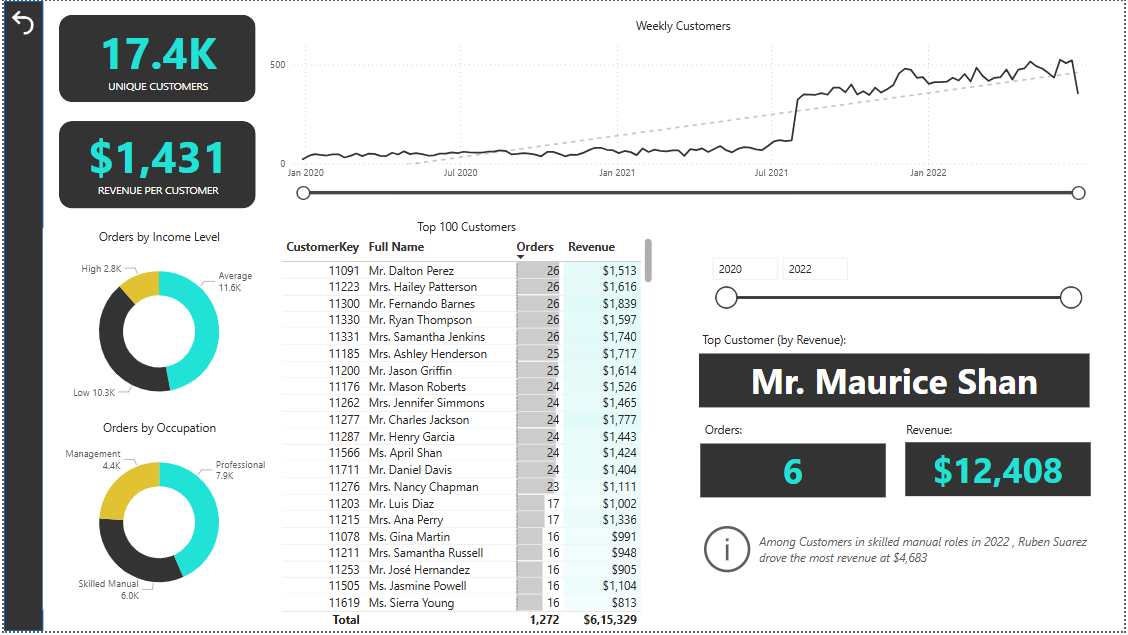 17.4K
UNIQUE CUSTOMERS
$1,431
REVENUE PER CUSTOMER
Weekly Customers
500
0
Jan 2020 Jul 2020 Jan 2021 Jul 2021 Jan 2022
Orders by Income Level
High 2.8K
Average
11.6K
Low 10.3K
Orders by Occupation
Management
4.4K
Professional
7.9K
Skilled Manual
6.0K
Top 100 Customers
CustomerKey Full Name Orders Revenue
11091 Mr. Dalton Perez 26 $1,513
11223 Mrs. Hailey Patterson 26 $1,616
11300 Mr. Fernando Barnes 26 $1,839
11330 Mr. Ryan Thompson 26 $1,597
11331 Mrs. Samantha Jenkins 26 $1,740
11185 Mrs. Ashley Henderson 25 $1,717
11200 Mr. Jason Griffin 25 $1,614
11176 Mr. Mason Roberts 24 $1,526
11262 Mrs. Jennifer Simmons 24 $1,465
11277 Mr. Charles Jackson 24 $1,777
11287 Mr. Henry Garcia 24 $1,443
11566 Ms. April Shan 24 $1,424
11711 Mr. Daniel Davis 24 $1,404
11276 Mrs. Nancy Chapman 23 $1,111
11203 Mr. Luis Diaz 17 $1,002
11215 Mrs. Ana Perry 17 $1,336
11078 Ms. Gina Martin 16 $991
11211 Mrs. Samantha Russell 16 $948
11253 Mr. José Hernandez 16 $905
11505 Ms. Jasmine Powell 16 $1,104
11619 Ms. Sierra Young 16 $813
Total 1,272 $6,15,329
2020 2022
Top Customer (by Revenue):
Mr. Maurice Shan
Orders: Revenue:
6 $12,408
i
Among Customers in skilled manual roles in 2022 , Ruben Suarez
drove the most revenue at $4,683